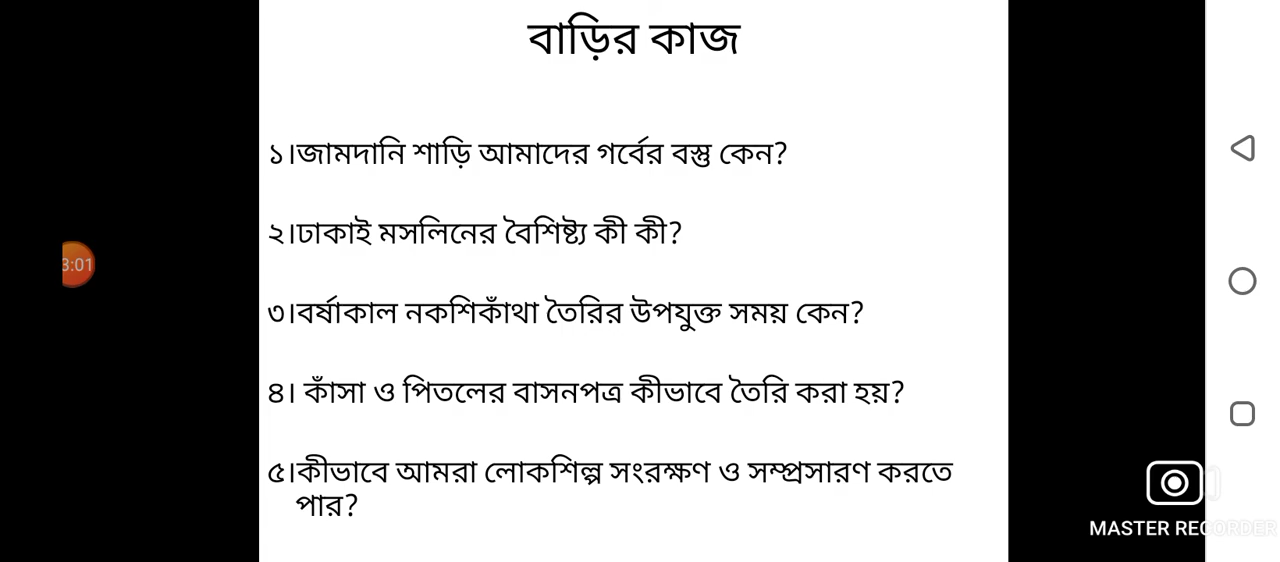 বাড়ির কাজ
১।জামদানি শাড়ি আমাদের গর্বের বস্তু কেন?
২।ঢাকাই মসলিনের বৈশিষ্ট্য কী কী?
3:01
৩।বর্ষাকাল নকশিকাঁথা তৈরির উপযুক্ত সময় কেন?
৪। কাঁসা ও পিতলের বাসনপত্র কীভাবে তৈরি করা হয়?
৫।কীভাবে আমরা লোকশিল্প সংরক্ষণ ও সম্প্রসারণ করতে
পার?
MASTER RECORDER